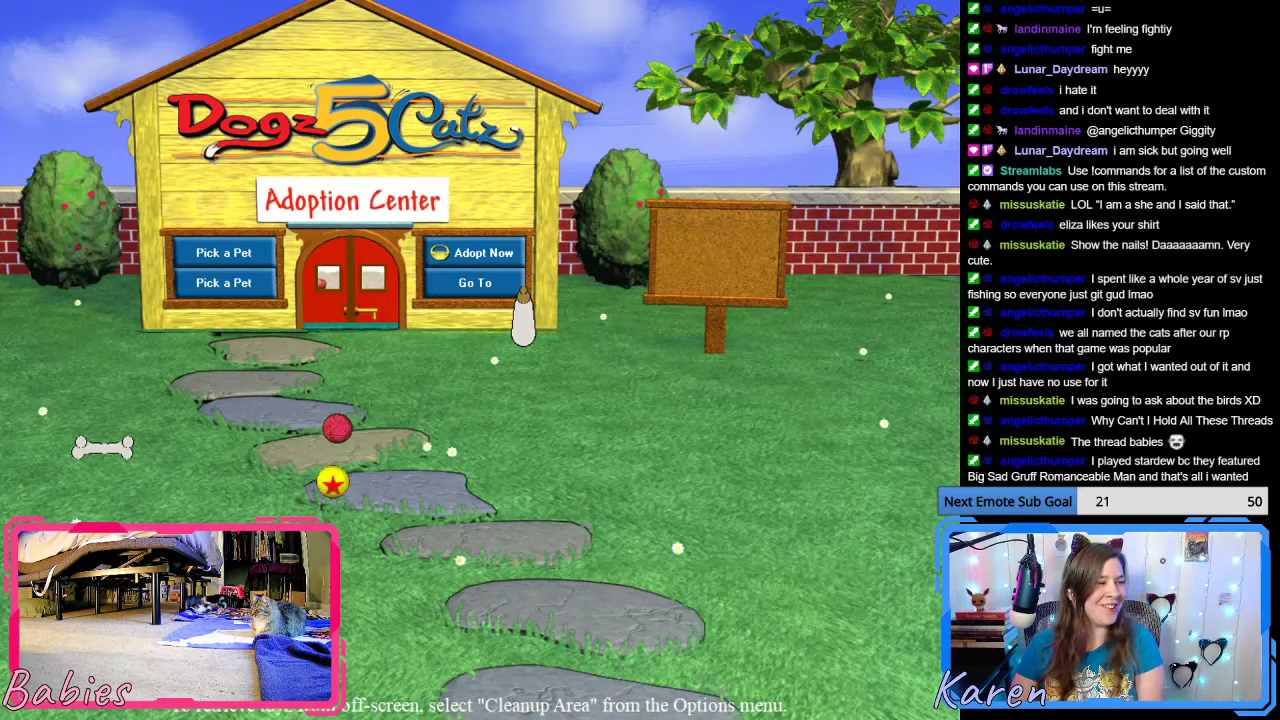 Dogz 5 Catz
Adoption Center
Pick a Pet
Pick a Pet
Adopt Now
Go To
off-screen, select "Cleanup Area" from the Options menu.
Babies
angelicthumper =u=
landinmaine I'm feeling fightiy
angelicthumper fight me
Lunar_Daydream heyyyy
drowfeels i hate it
drowfeels and i don't want to deal with it
landinmaine @angelicthumper Giggity
Lunar_Daydream i am sick but going well
Streamlabs Use !commands for a list of the custom
commands you can use on this stream.
missuskatie LOL "I am a she and I said that."
drowfeels eliza likes your shirt
missuskatie Show the nails! Daaaaaaamn. Very
cute.
angelicthumper I spent like a whole year of sv just
fishing so everyone just git gud lmao
angelicthumper I don't actually find sv fun lmao
drowfeels we all named the cats after our rp
characters when that game was popular
angelicthumper I got what I wanted out of it and
now I just have no use for it
missuskatie I was going to ask about the birds XD
angelicthumper Why Can't I Hold All These Threads
missuskatie The thread babies
angelicthumper I played stardew bc they featured
Big Sad Gruff Romanceable Man and that's all i wanted
Next Emote Sub Goal 21 50
Karen